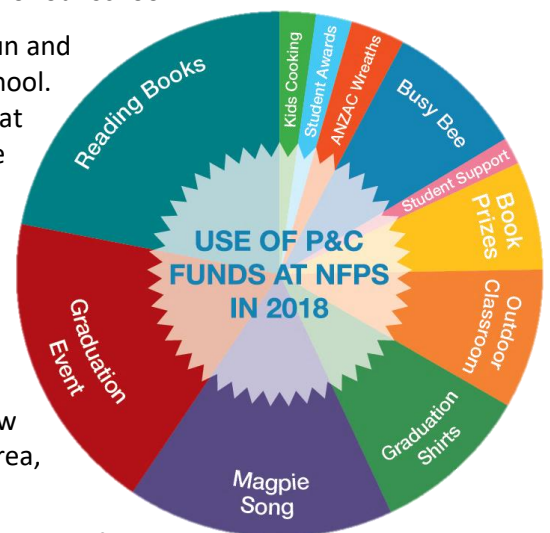 un and
hool.
at
e
w
rea,
Kids Cooking
Student Awards
ANZAC Wreaths
Busy Bee
Student Support
Book
Prizes
Outdoor
Classroom
Graduation
Shirts
Magpie
Song
Graduation
Event
Reading Books
USE OF P&C
FUNDS AT NFPS
IN 2018